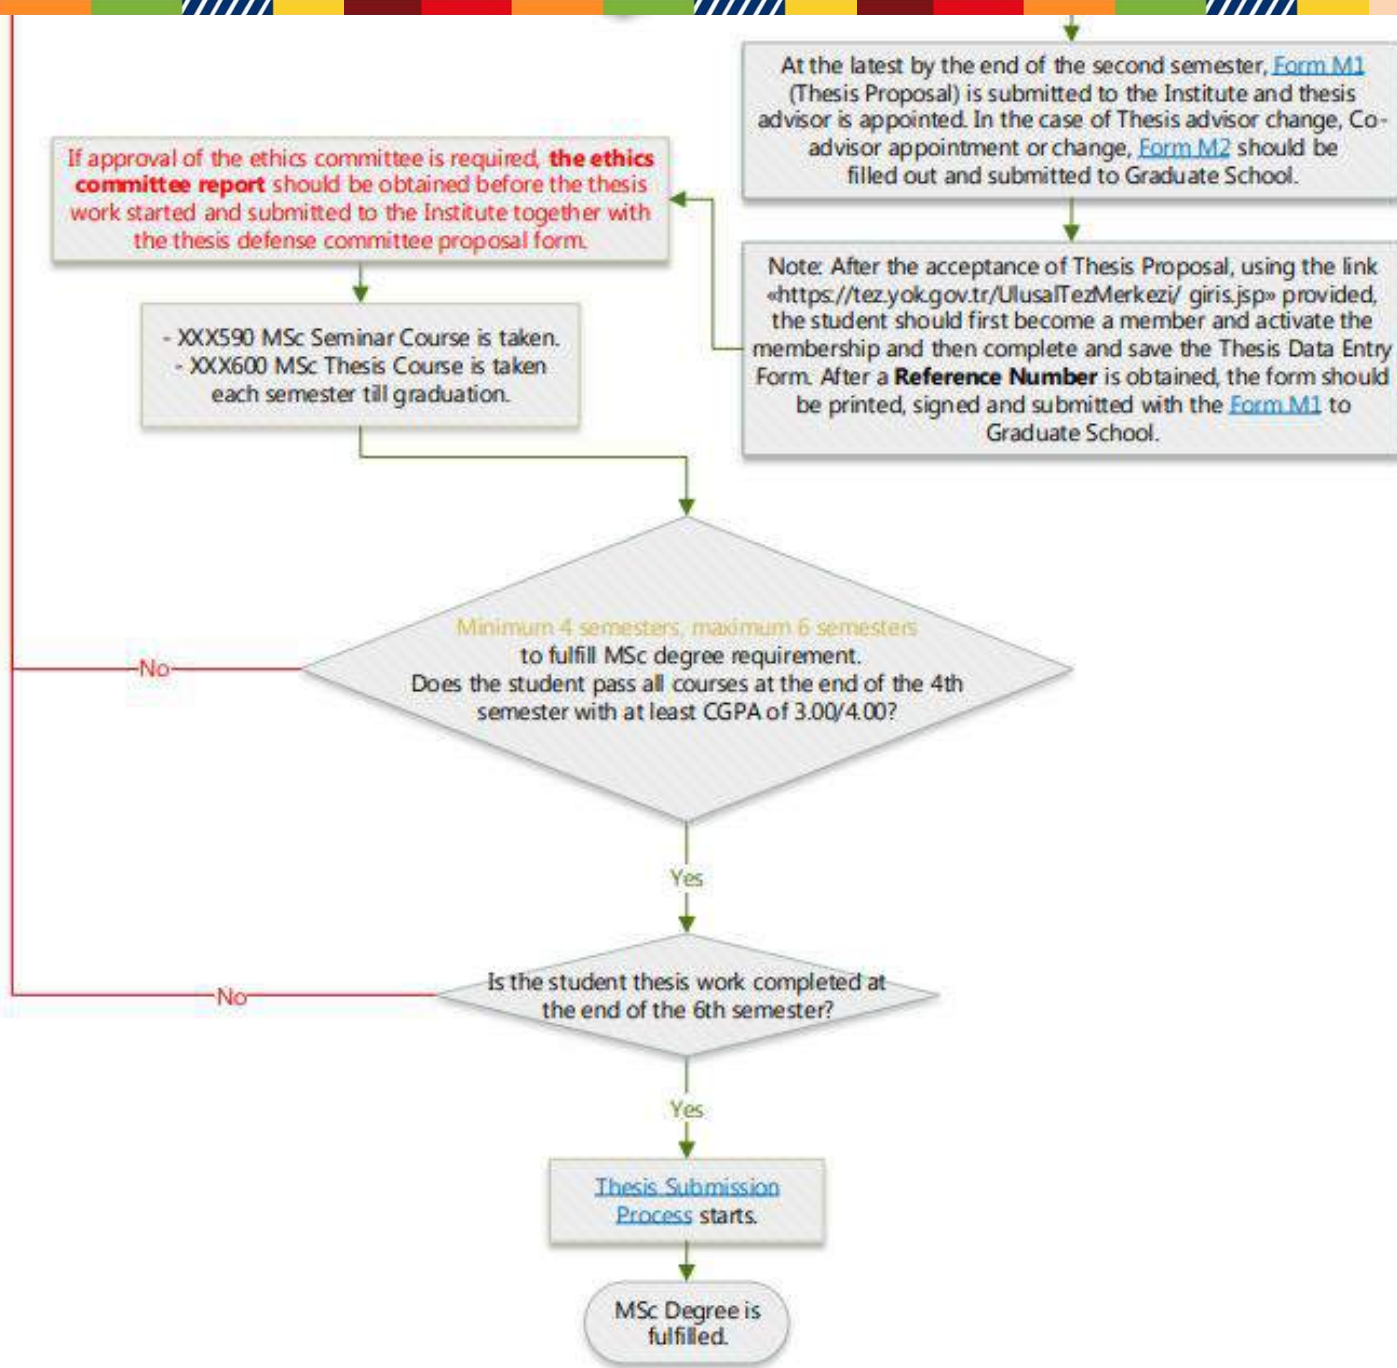 At the latest by the end of the second semester, Form M1
(Thesis Proposal) is submitted to the Institute and thesis
advisor is appointed. In the case of Thesis advisor change, Co-
advisor appointment or change, Form M2 should be
filled out and submitted to Graduate School.
Note: After the acceptance of Thesis Proposal, using the link
«https://tez.yok.gov.tr/UlusalTezMerkezi/ giris.jsp» provided,
the student should first become a member and activate the
membership and then complete and save the Thesis Data Entry
Form. After a Reference Number is obtained, the form should
be printed, signed and submitted with the Form M1 to
Graduate School.
If approval of the ethics committee is required, the ethics
committee report should be obtained before the thesis
work started and submitted to the Institute together with
the thesis defense committee proposal form.
- XXX590 MSc Seminar Course is taken.
- XXX600 MSc Thesis Course is taken
each semester till graduation.
Minimum 4 semesters, maximum 6 semesters
to fulfill MSc degree requirement.
Does the student pass all courses at the end of the 4th
semester with at least CGPA of 3.00/4.00?
No
Yes
Is the student thesis work completed at
the end of the 6th semester?
No
Yes
Thesis Submission
Process starts.
MSc Degree is
fulfilled.